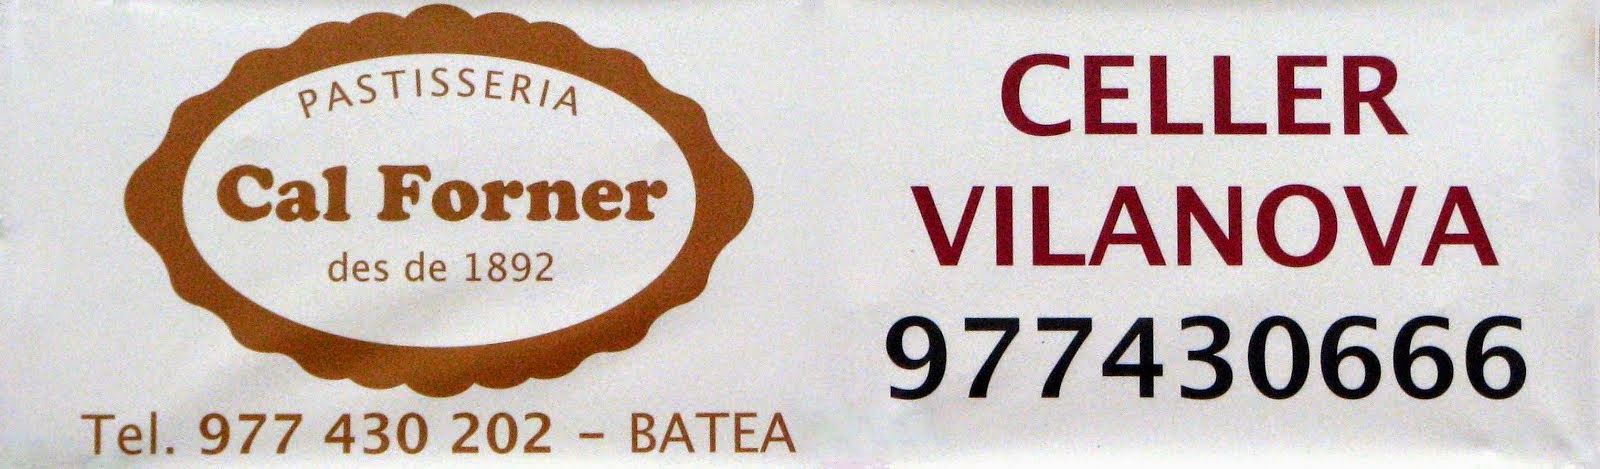 PASTISSERIA
Cal Forner
des de 1892
Tel. 977 430 202 - BATEA
CELLER
VILANOVA
977430666